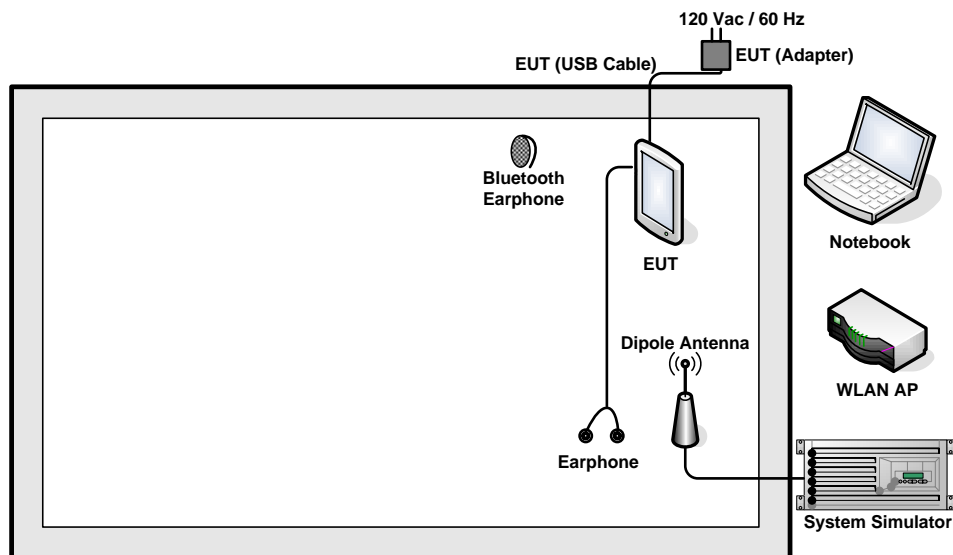 120 Vac / 60 Hz
EUT (USB Cable)
EUT (Adapter)
Bluetooth
Earphone
EUT
Notebook
Dipole Antenna
WLAN AP
Earphone
System Simulator